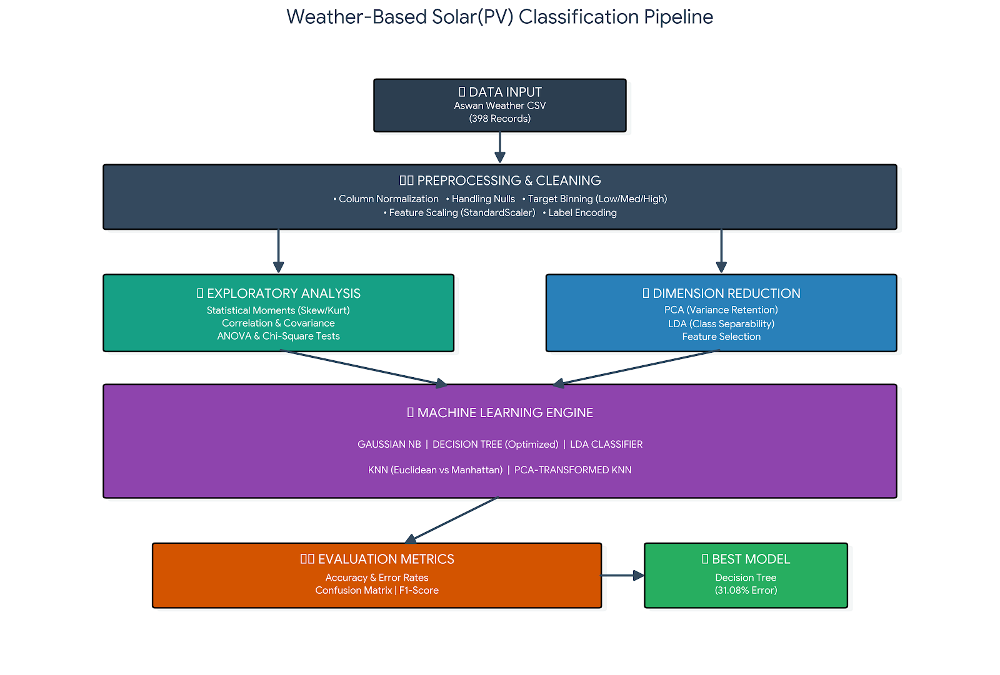 Weather-Based Solar(PV) Classification Pipeline
DATA INPUT
Aswan Weather CSV
(398 Records)
PREPROCESSING & CLEANING
• Column Normalization • Handling Nulls • Target Binning (Low/Med/High)
• Feature Scaling (StandardScaler) • Label Encoding
EXPLORATORY ANALYSIS
Statistical Moments (Skew/Kurt)
Correlation & Covariance
ANOVA & Chi-Square Tests
DIMENSION REDUCTION
PCA (Variance Retention)
LDA (Class Separability)
Feature Selection
MACHINE LEARNING ENGINE
GAUSSIAN NB | DECISION TREE (Optimized) | LDA CLASSIFIER
KNN (Euclidean vs Manhattan) | PCA-TRANSFORMED KNN
EVALUATION METRICS
Accuracy & Error Rates
Confusion Matrix | F1-Score
BEST MODEL
Decision Tree
(31.08% Error)